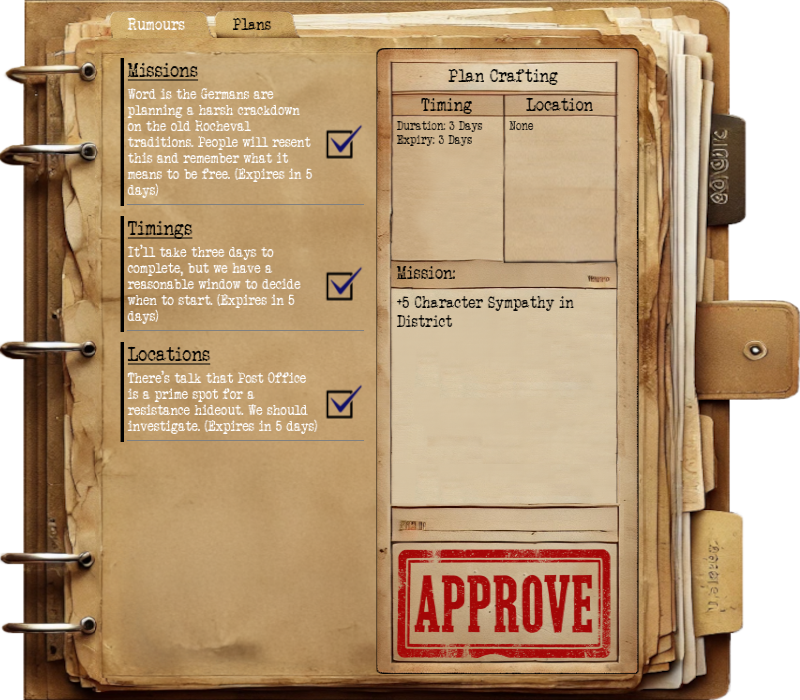 Rumours
Plans
Missions
Word is the Germans are
planning a harsh crackdown
on the old Rocheval
traditions. People will resent
this and remember what it
means to be free. (Expires in 5
days)
Timings
It'll take three days to
complete, but we have a
reasonable window to decide
when to start. (Expires in 5
days)
Locations
There's talk that Post Office
is a prime spot for a
resistance hideout. We should
investigate. (Expires in 5 days)
Plan Crafting
Timing
Location
Duration: 3 Days
Expiry: 3 Days
None
Mission:
+5 Character Sympathy in
District
APPROVE